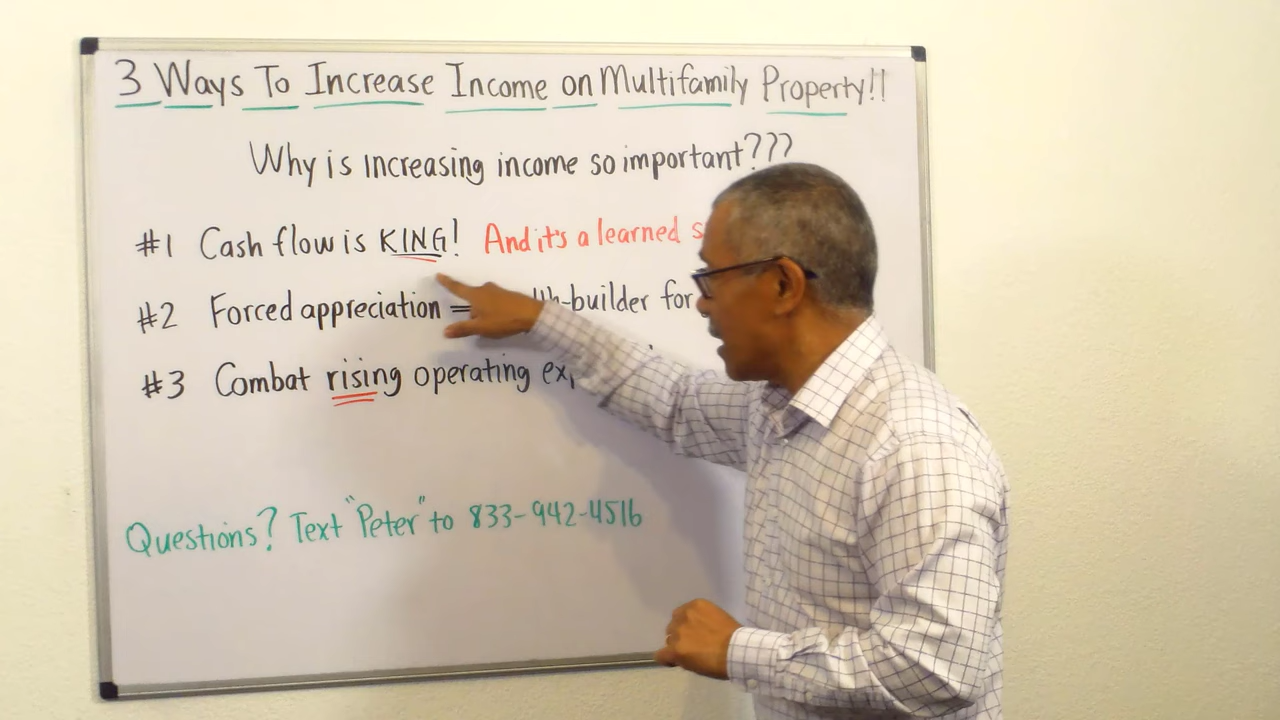 3 Ways To Increase Income on Multifamily Property!!
Why is increasing income so important???
#1 Cash flow is KING! And it's a learned
#2 Forced appreciation = for
#3 Combat rising operating
Questions? Text "Peter" to 833-942-4516